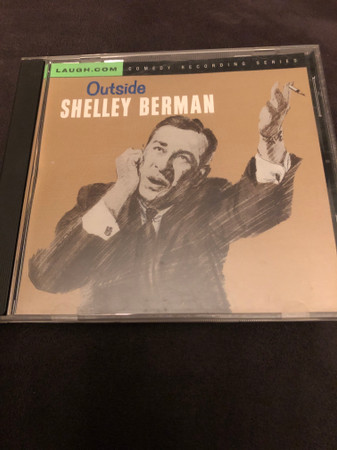 LAUGH.COM COMEDY RECORDING SERIES
Outside
SHELLEY BERMAN